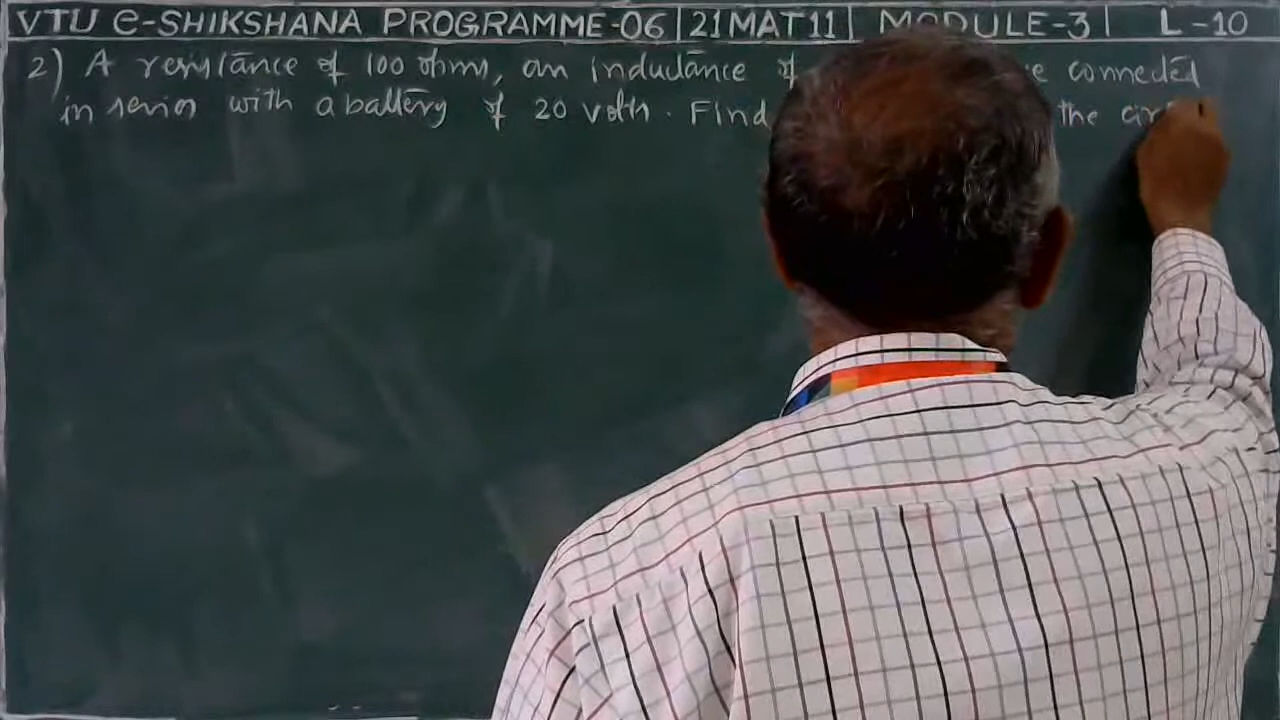 VTU e-SHIKSHANA PROGRAMME-06 | 21MAT11 | MODULE-3 | L-10
2) A resistance of 100 ohms, an inductance of connected
in series with a battery of 20 volts. Find the